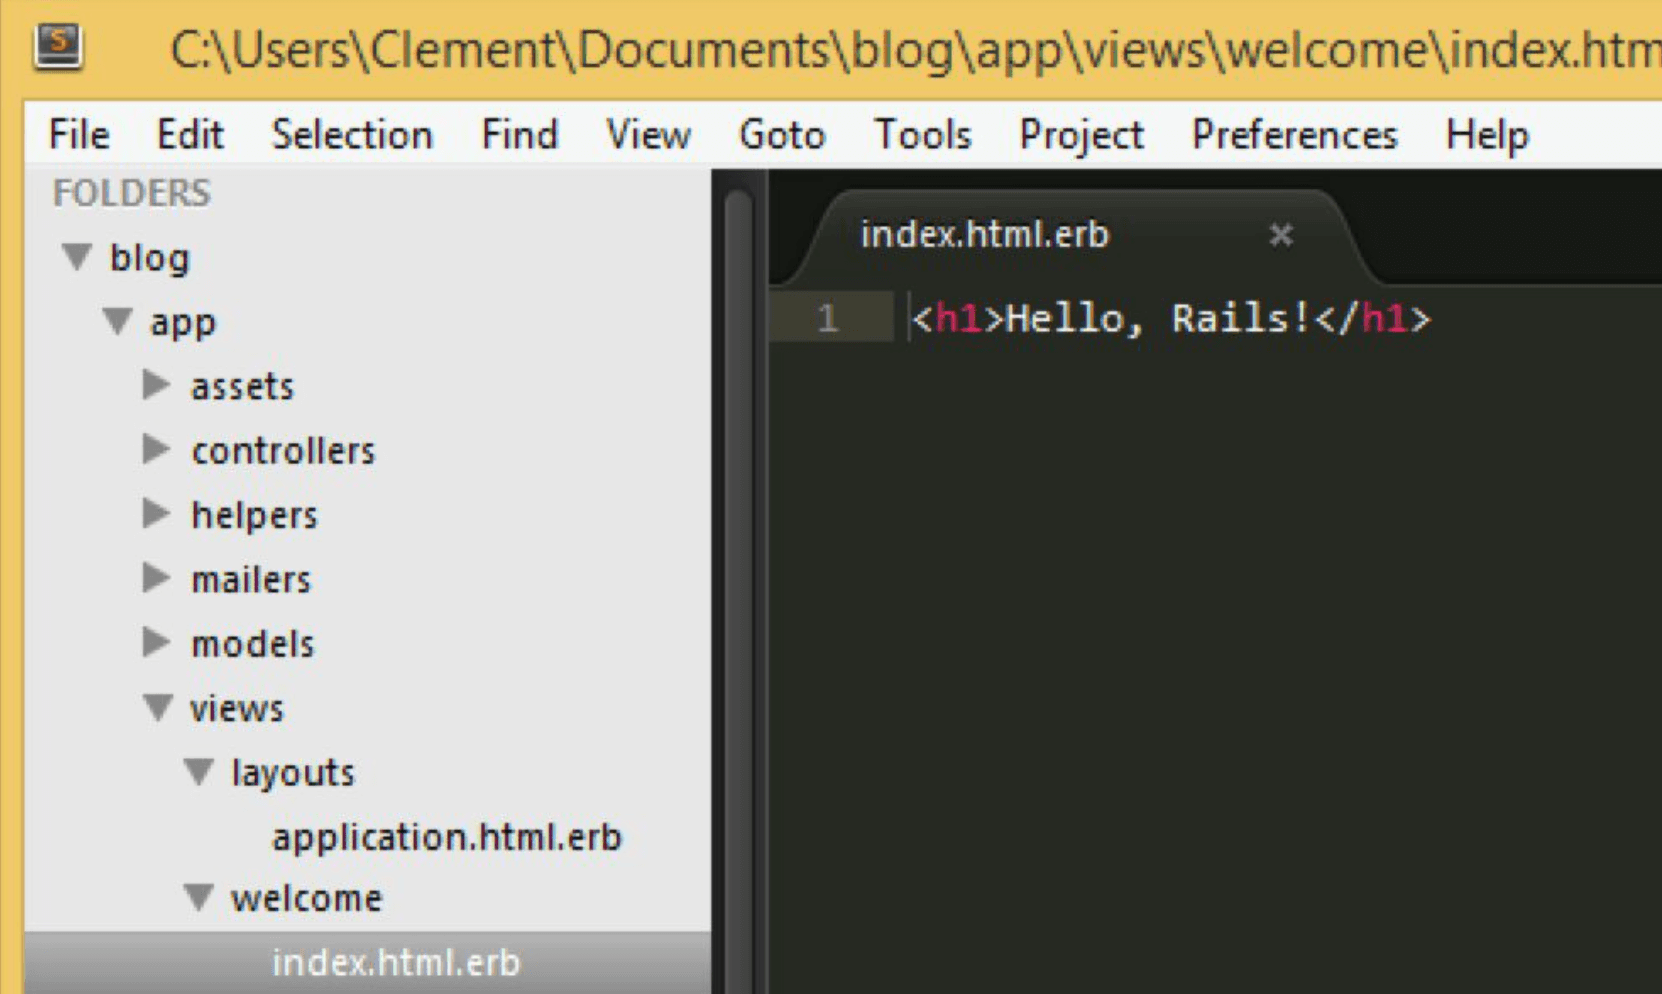 C:\Users\Clement\Documents\blog\app\views\welcome\index.htm
File Edit Selection Find View Goto Tools Project Preferences Help
FOLDERS
blog
app
assets
controllers
helpers
mailers
models
views
layouts
application.html.erb
welcome
index.html.erb
index.html.erb ×
1 <h1>Hello, Rails!</h1>